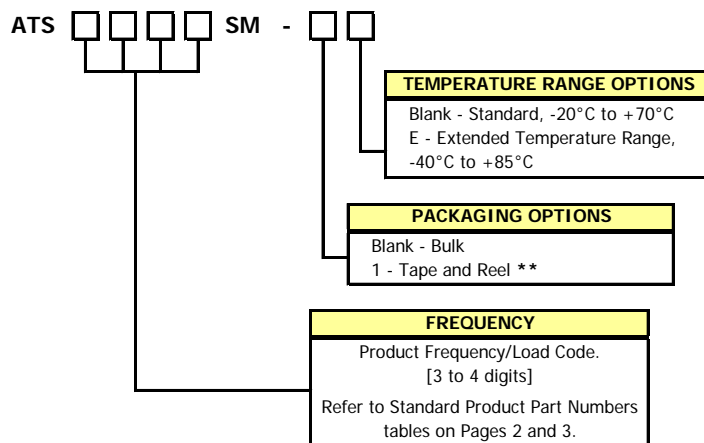 ATS SM -
TEMPERATURE RANGE OPTIONS
Blank - Standard, -20°C to +70°C
E - Extended Temperature Range,
-40°C to +85°C
PACKAGING OPTIONS
Blank - Bulk
1 - Tape and Reel **
FREQUENCY
Product Frequency/Load Code.
[3 to 4 digits]
Refer to Standard Product Part Numbers
tables on Pages 2 and 3.